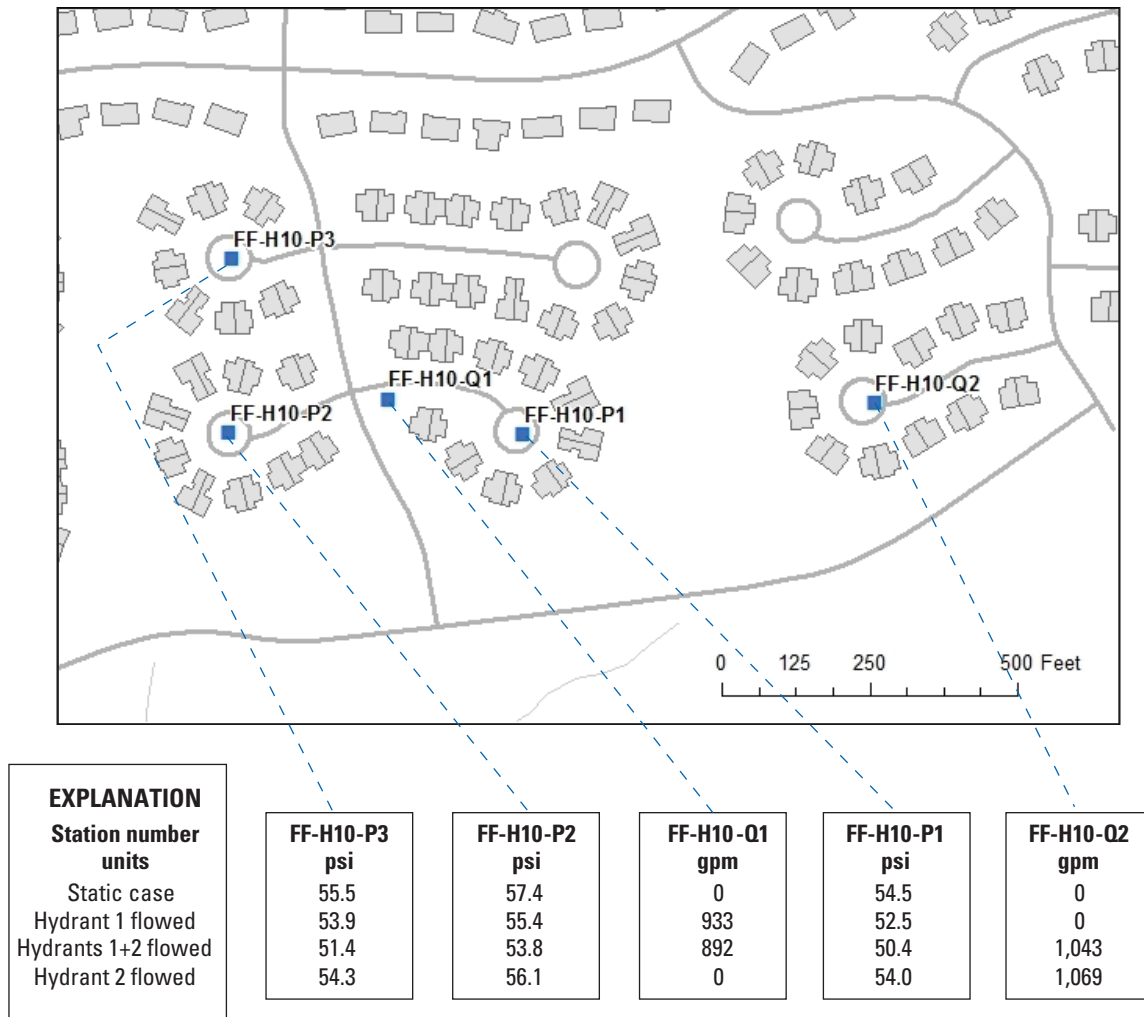 FF-H10-P3
FF-H10-Q1
FF-H10-Q2
FF-H10-P2
FF-H10-P1
0 125 250 500 Feet
EXPLANATION
Station number
units
Static case
Hydrant 1 flowed
Hydrants 1+2 flowed
Hydrant 2 flowed
FF-H10-P3
psi
55.5
53.9
51.4
54.3
FF-H10-P2
psi
57.4
55.4
53.8
56.1
FF-H10-Q1
gpm
0
933
892
0
FF-H10-P1
psi
54.5
52.5
50.4
54.0
FF-H10-Q2
gpm
0
0
1,043
1,069